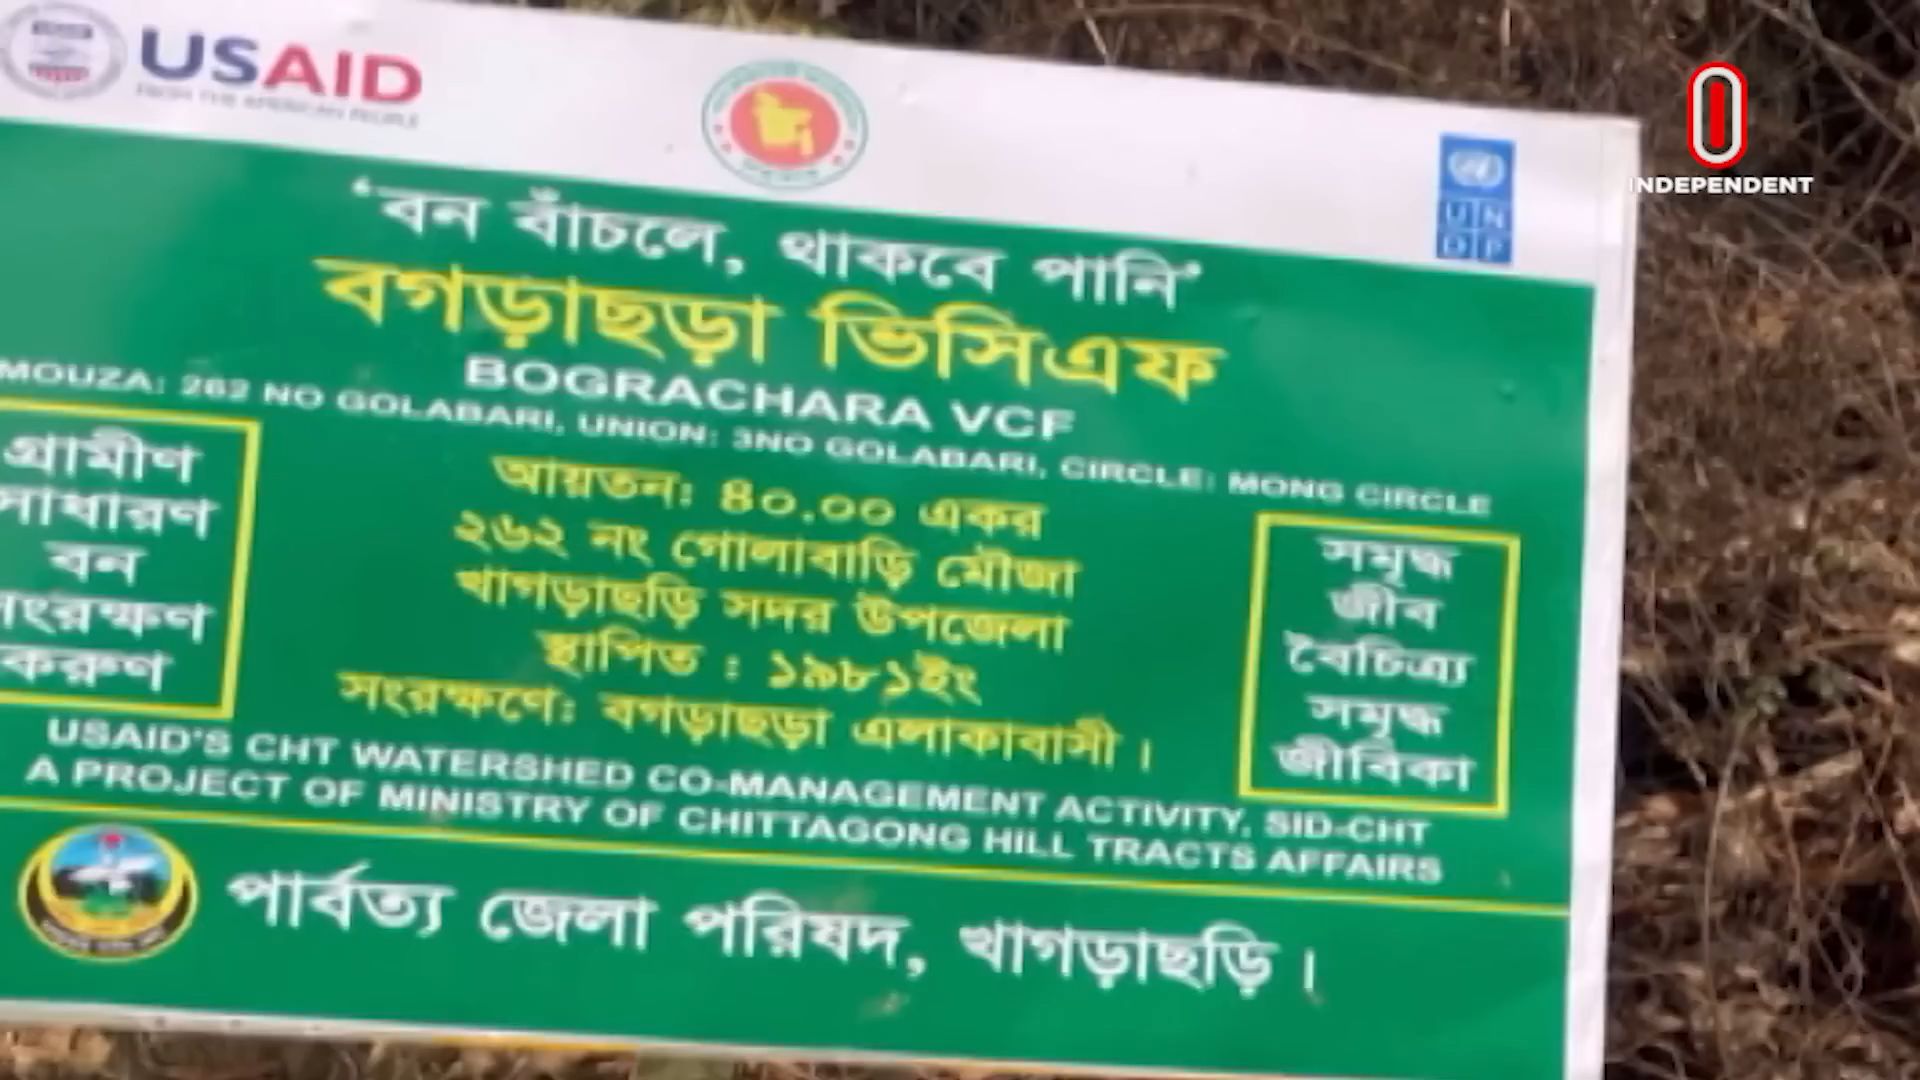 USAID
FROM THE AMERICAN PEOPLE
UN
DP
INDEPENDENT
‘বন বাঁচলে, থাকবে পানি’
বগড়াছড়া ভিসিএফ
BOGRACHARA VCF
MOUZA: 262 NO GOLABARI, UNION: 3NO GOLABARI, CIRCLE: MONG CIRCLE
গ্রামীণ
সাধারণ
বন
সংরক্ষণ
করুণ
আয়তন: ৪০.০০ একর
২৬২ নং গোলাবাড়ি মৌজা
খাগড়াছড়ি সদর উপজেলা
স্থাপিত : ১৯৮১ইং
সংরক্ষণে: বগড়াছড়া এলাকাবাসী।
সমৃদ্ধ
জীব
বৈচিত্র্য
সমৃদ্ধ
জীবিকা
USAID'S CHT WATERSHED CO-MANAGEMENT ACTIVITY, SID-CHT
A PROJECT OF MINISTRY OF CHITTAGONG HILL TRACTS AFFAIRS
পার্বত্য জেলা পরিষদ, খাগড়াছড়ি।